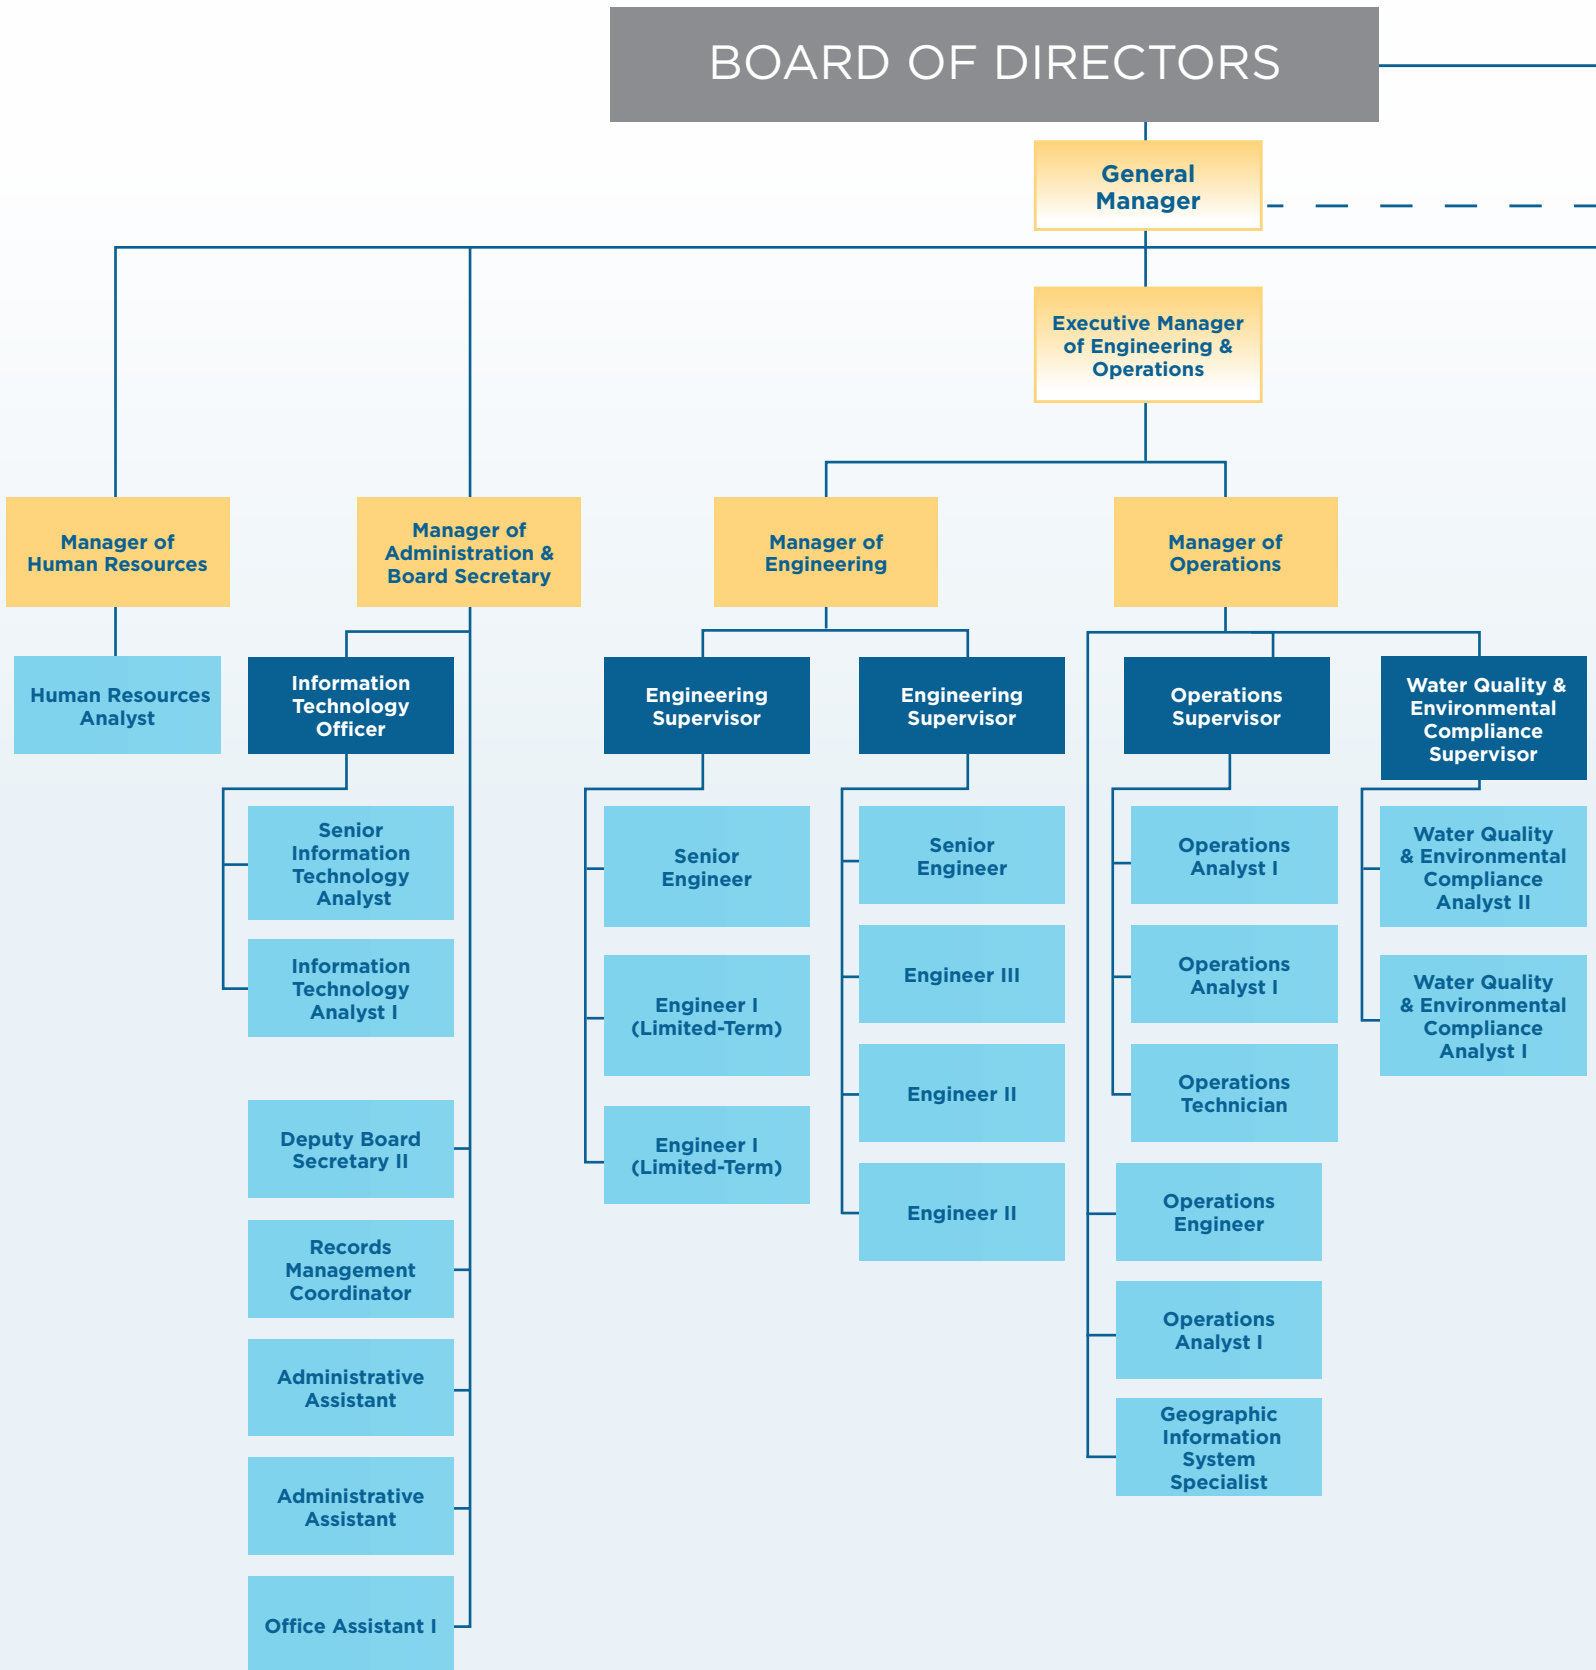 BOARD OF DIRECTORS
General
Manager
Executive Manager
of Engineering &
Operations
Manager of
Human Resources
Manager of
Administration &
Board Secretary
Manager of
Engineering
Manager of
Operations
Human Resources
Analyst
Information
Technology
Officer
Engineering
Supervisor
Engineering
Supervisor
Operations
Supervisor
Water Quality &
Environmental
Compliance
Supervisor
Senior
Information
Technology
Analyst
Information
Technology
Analyst I
Deputy Board
Secretary II
Records
Management
Coordinator
Administrative
Assistant
Administrative
Assistant
Office Assistant I
Senior
Engineer
Engineer I
(Limited-Term)
Engineer I
(Limited-Term)
Senior
Engineer
Engineer III
Engineer II
Engineer II
Operations
Analyst I
Operations
Analyst I
Operations
Technician
Operations
Engineer
Operations
Analyst I
Geographic
Information
System
Specialist
Water Quality
& Environmental
Compliance
Analyst II
Water Quality
& Environmental
Compliance
Analyst I